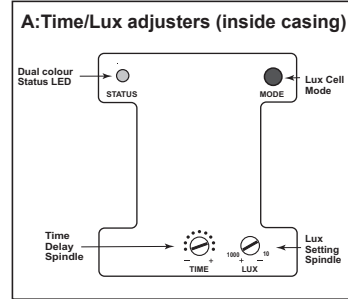 A:Time/Lux adjusters (inside casing)
Dual colour
Status LED
STATUS
MODE
Lux Cell
Mode
Time
Delay
Spindle
Lux
Setting
Spindle
1000 10
– + + –
TIME LUX